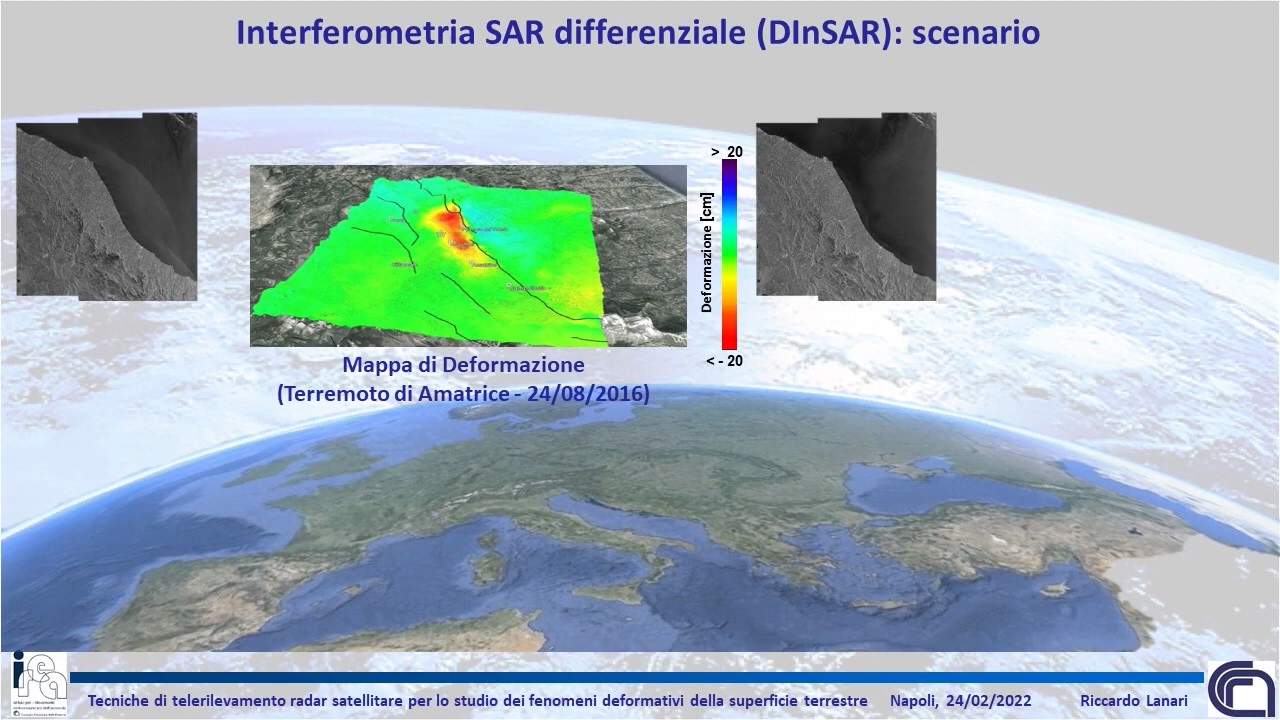 Interferometria SAR differenziale (DInSAR): scenario
> 20
Deformazione [cm]
< - 20
Mappa di Deformazione
(Terremoto di Amatrice - 24/08/2016)
Tecniche di telerilevamento radar satellitare per lo studio dei fenomeni deformativi della superficie terrestre Napoli, 24/02/2022 Riccardo Lanari